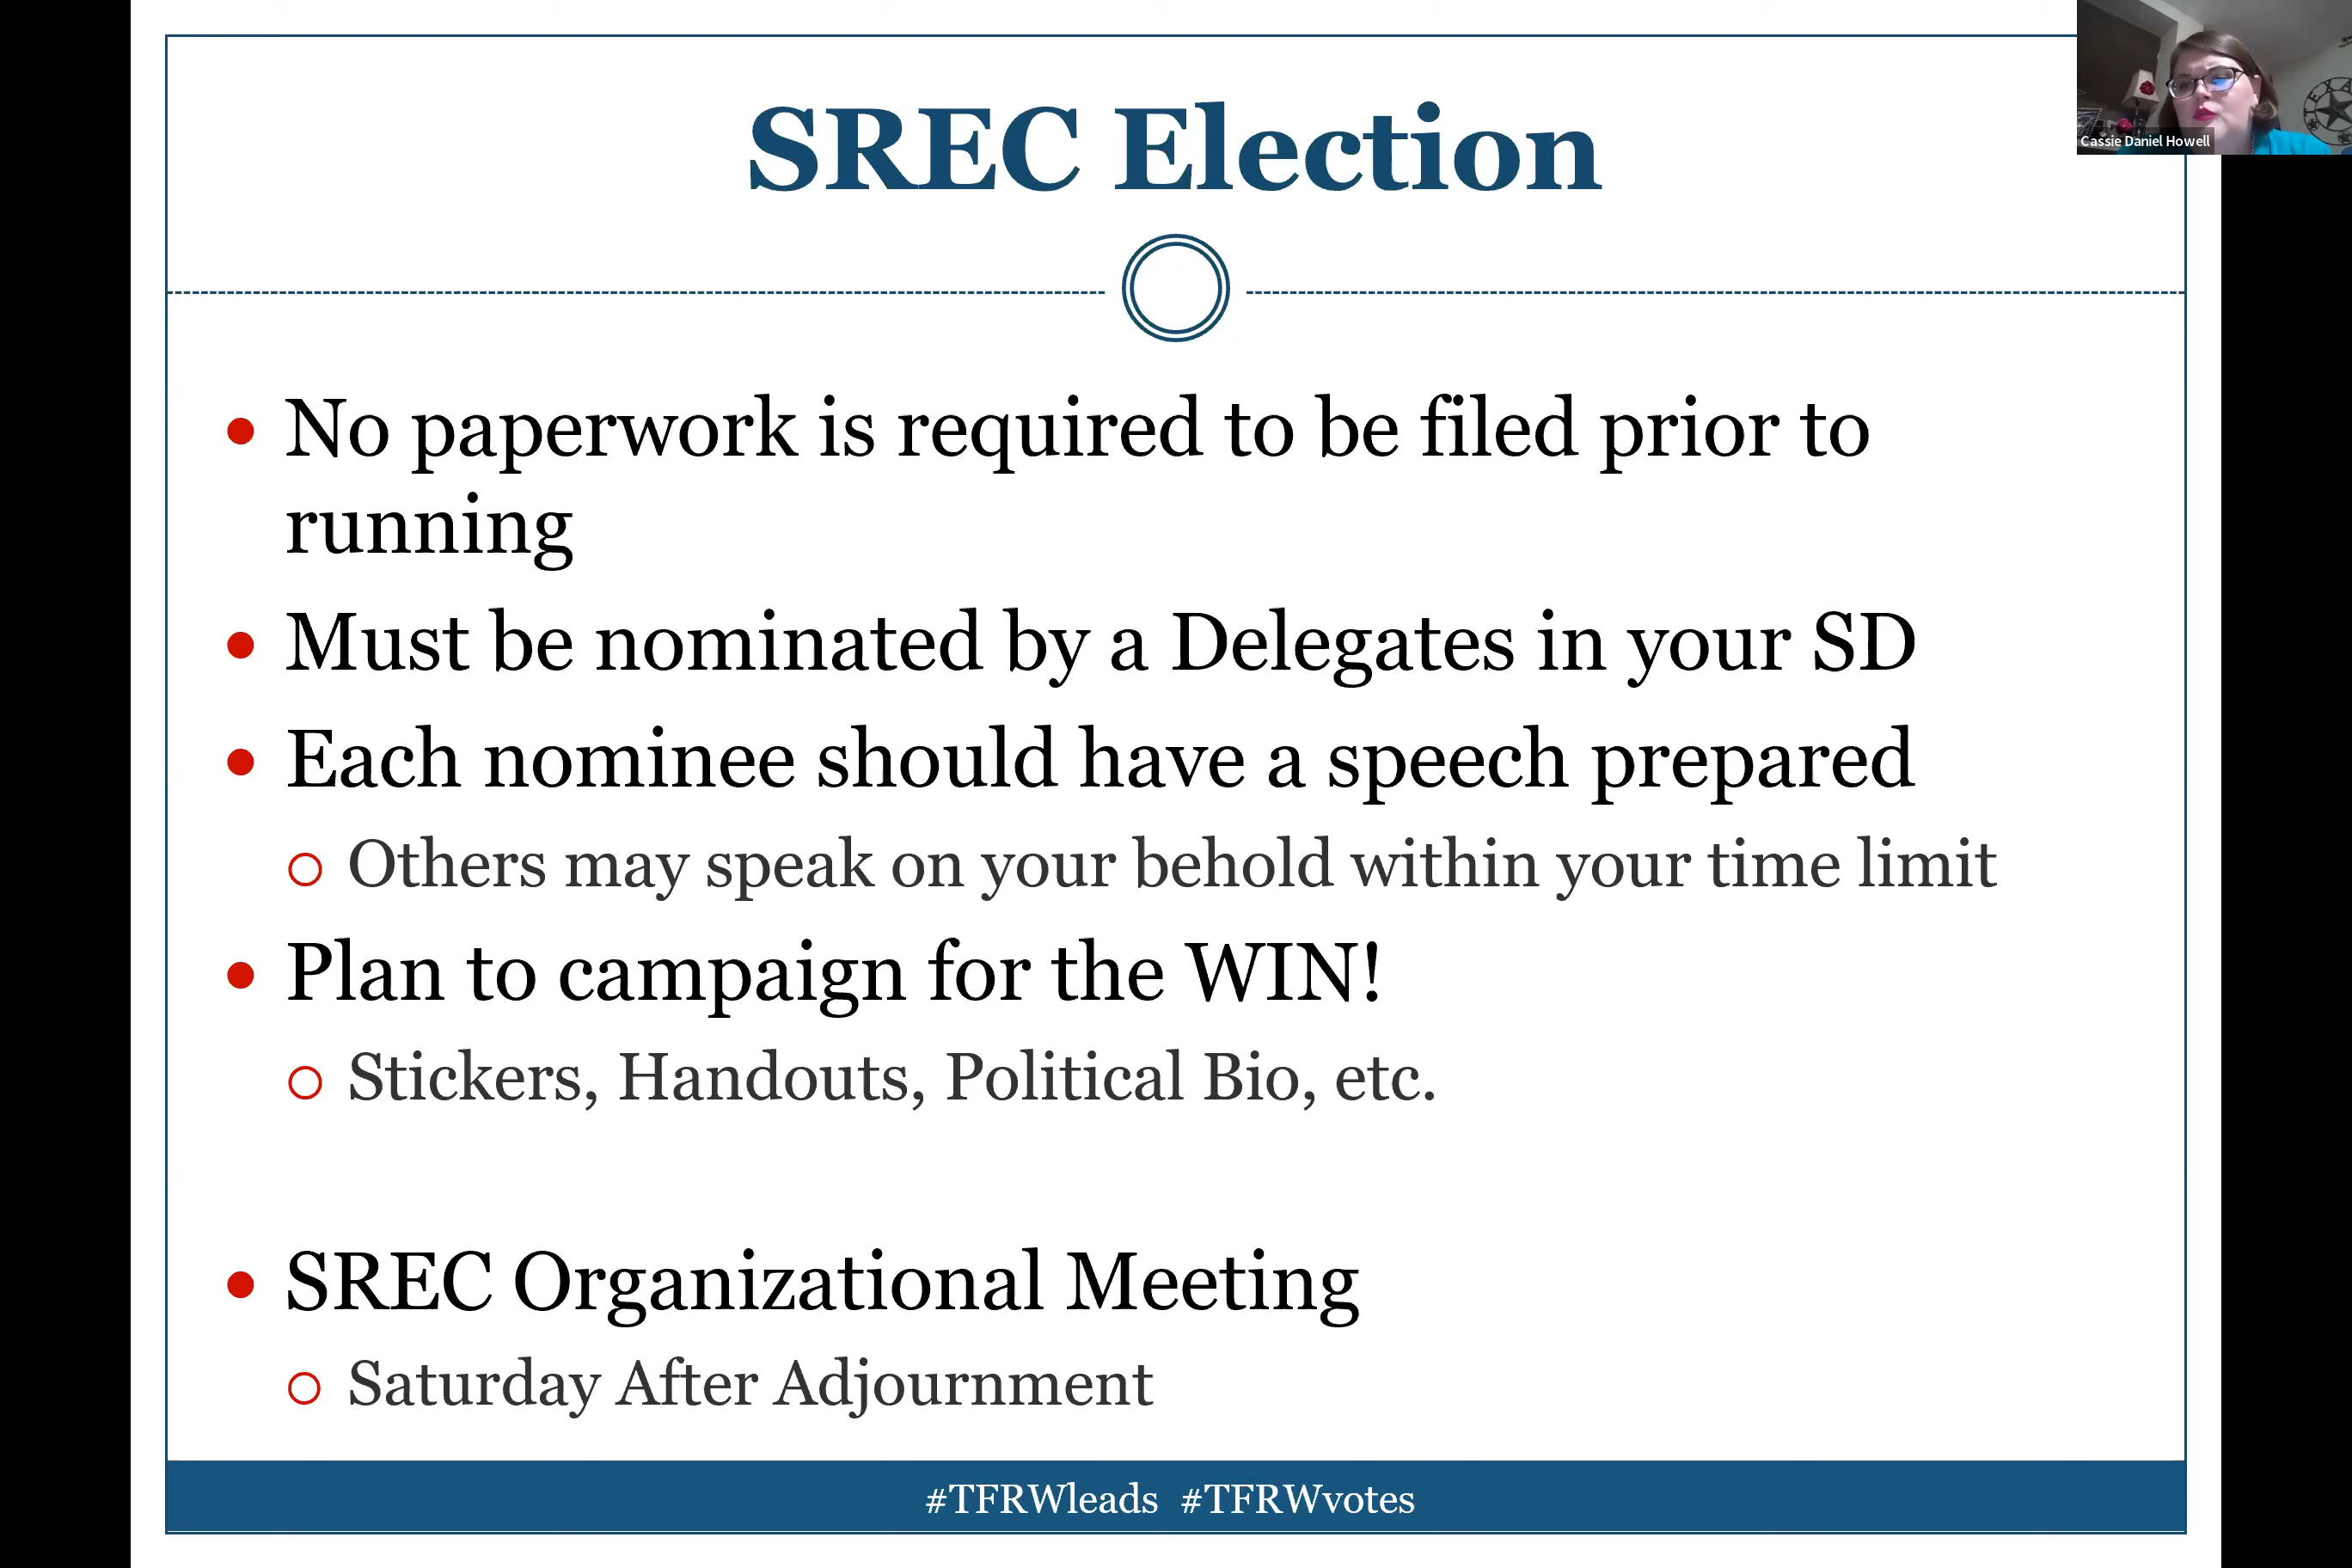 SREC Election
Cassie Daniel Howell
No paperwork is required to be filed prior to
running
Must be nominated by a Delegates in your SD
Each nominee should have a speech prepared
Others may speak on your behold within your time limit
Plan to campaign for the WIN!
Stickers, Handouts, Political Bio, etc.
SREC Organizational Meeting
Saturday After Adjournment
#TFRWleads #TFRWvotes